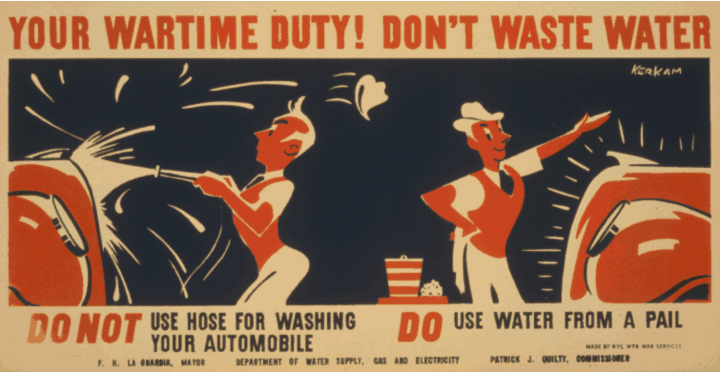 YOUR WARTIME DUTY! DON'T WASTE WATER
KERKAM
DO NOT USE HOSE FOR WASHING
YOUR AUTOMOBILE
DO USE WATER FROM A PAIL
MADE BY NYC WPA WAR SERVICES
F. H. LA GUARDIA, MAYOR DEPARTMENT OF WATER SUPPLY, GAS AND ELECTRICITY PATRICK J. QUILTY, COMMISSIONER